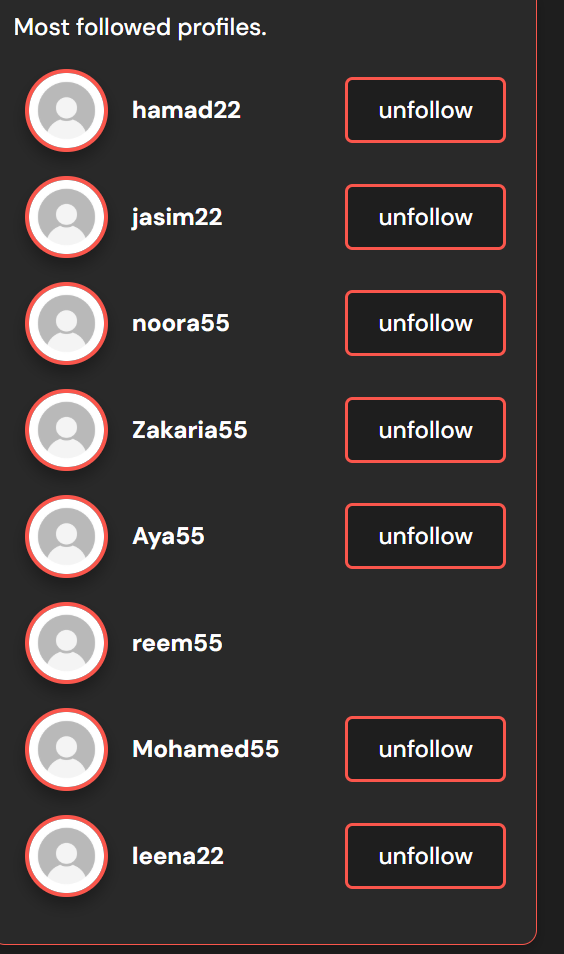 Most followed profiles.
hamad22 unfollow
jasim22 unfollow
noora55 unfollow
Zakaria55 unfollow
Aya55 unfollow
reem55
Mohamed55 unfollow
leena22 unfollow